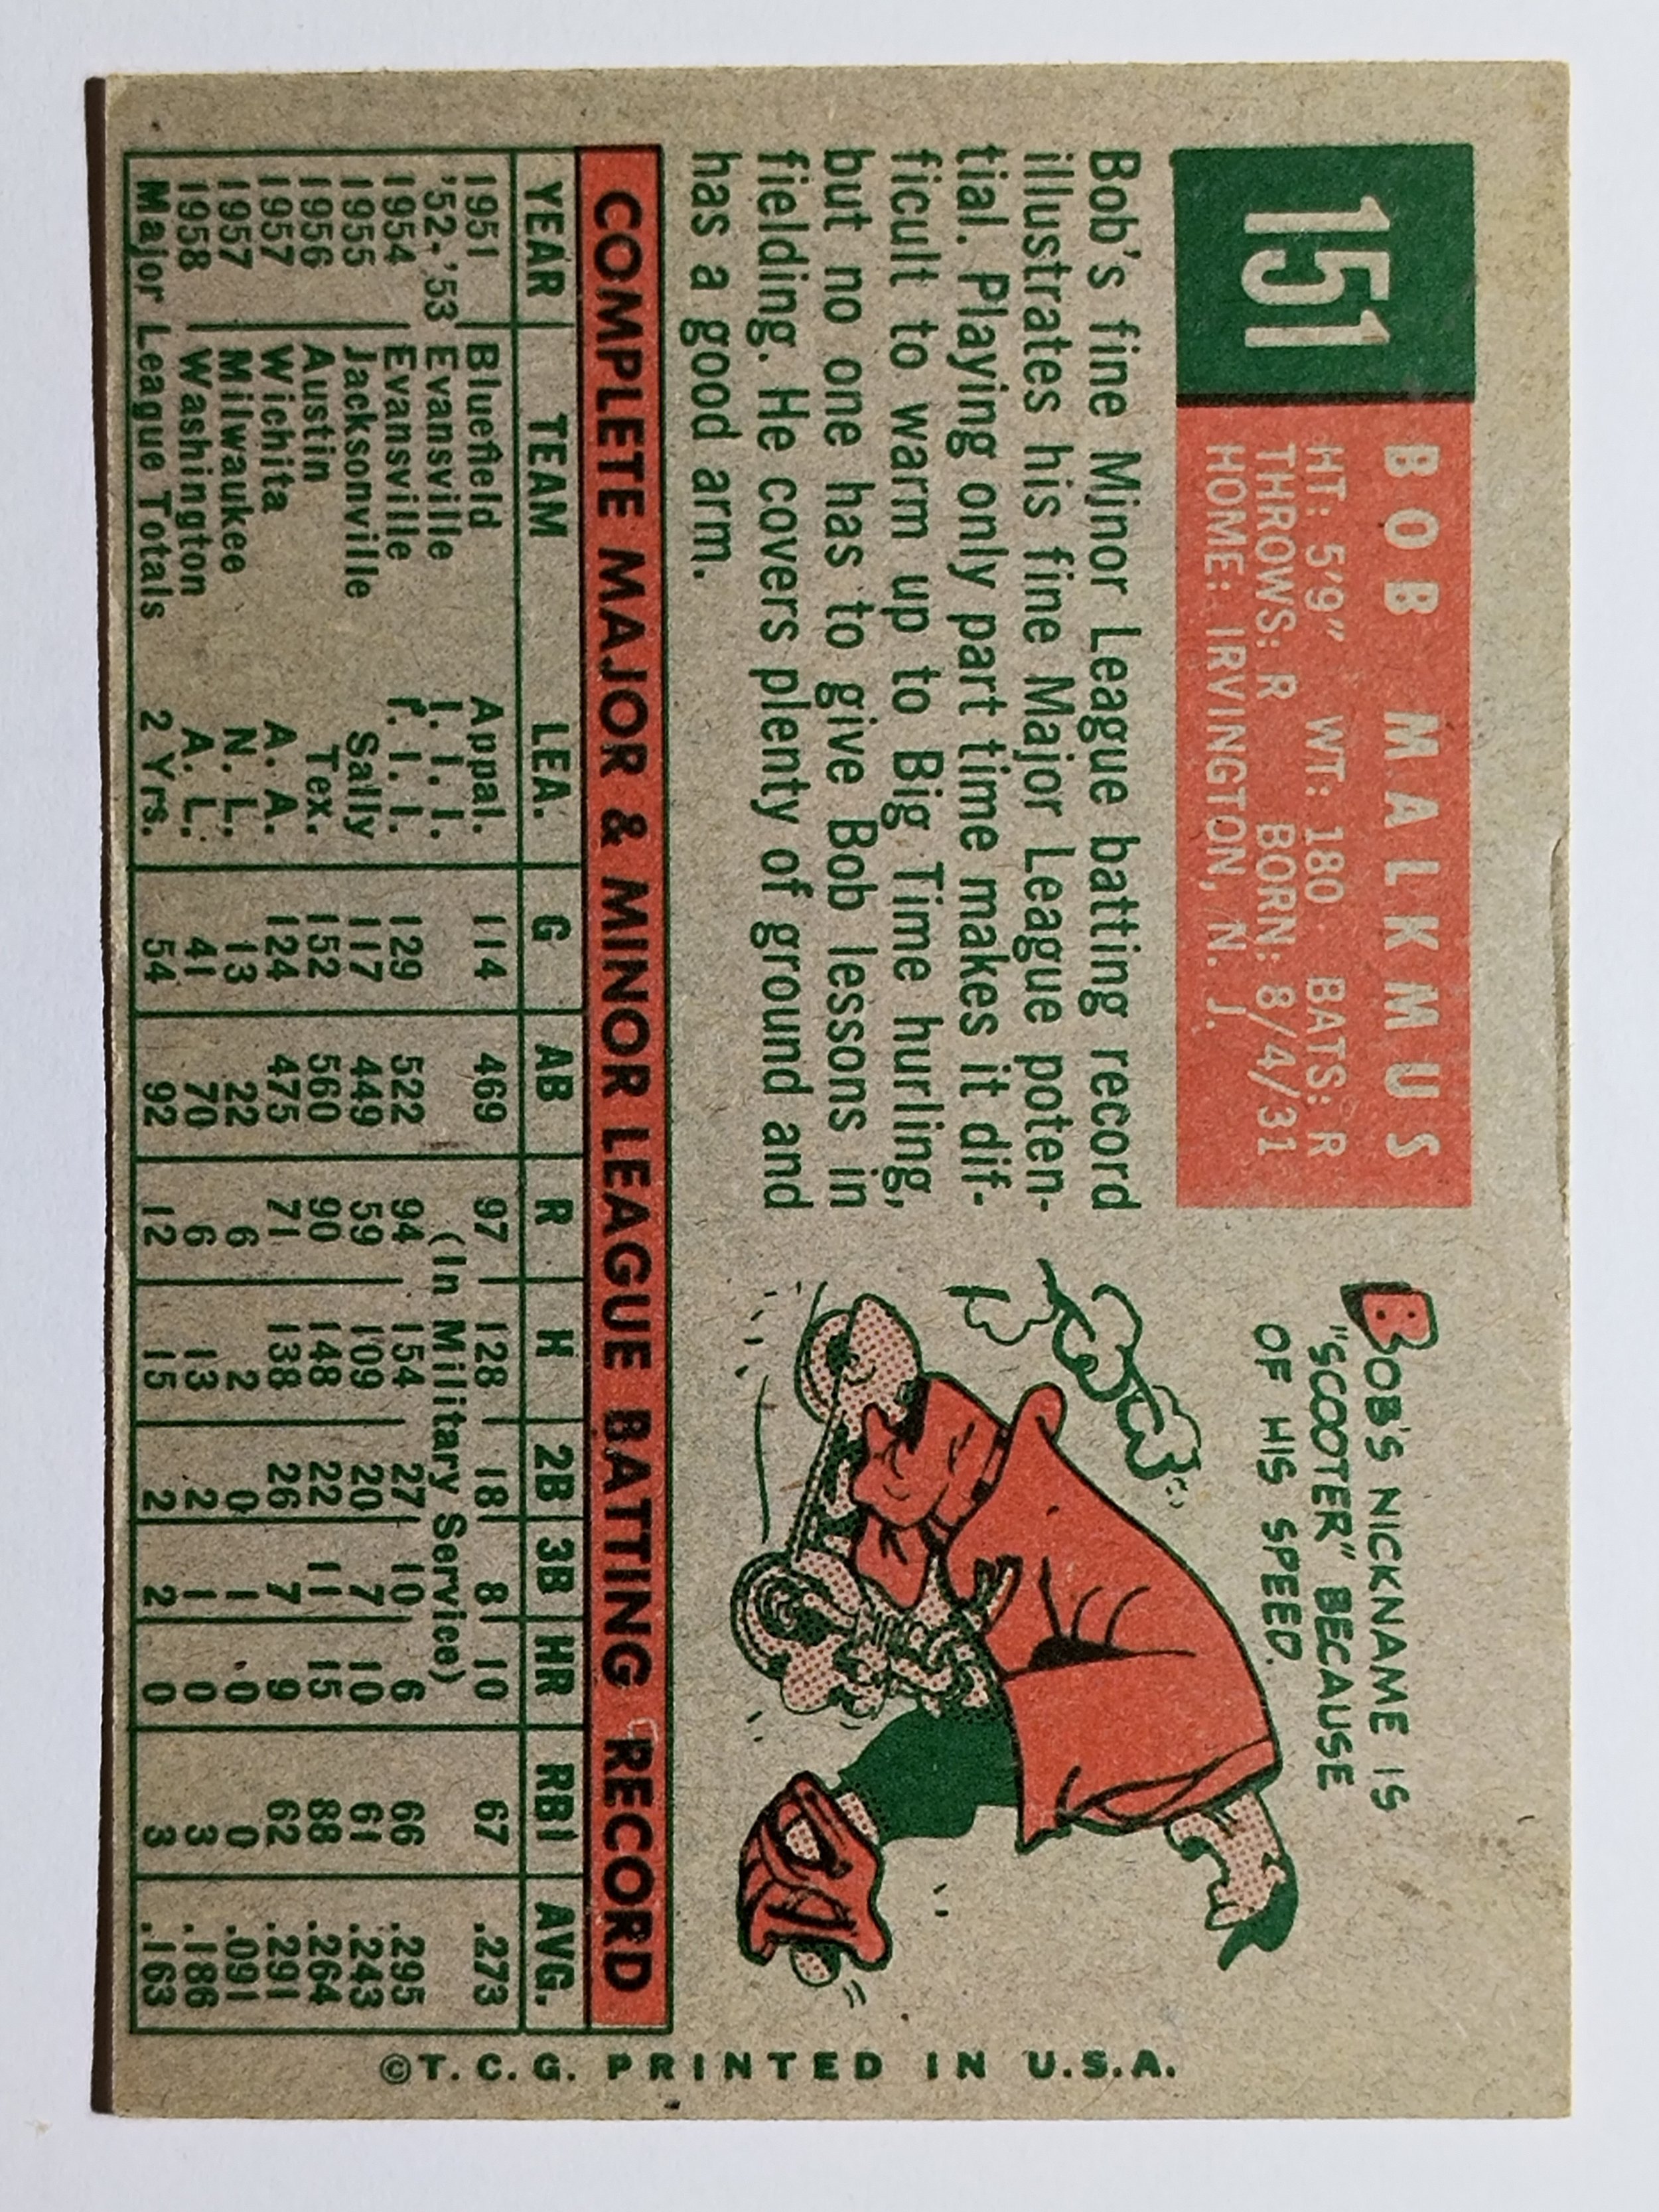 151
BOB MALKMUS
HT: 5'9" WT: 180 BATS: R
THROWS: R BORN: 8/4/31
HOME: IRVINGTON, N. J.
Bob's fine Minor League batting record
illustrates his fine Major League poten-
tial. Playing only part time makes it dif-
ficult to warm up to Big Time hurling,
but no one has to give Bob lessons in
fielding. He covers plenty of ground and
has a good arm.
BOB'S NICKNAME IS
"SCOOTER" BECAUSE
OF HIS SPEED.
COMPLETE MAJOR & MINOR LEAGUE BATTING RECORD
YEAR TEAM LEA. G AB R H 2B 3B HR RBI AVG.
1951 Bluefield Appal. 114 469 97 128 18 8 10 67 .273
'52-'53 Evansville I. I. I. (In Military Service)
1954 Evansville I. I. I. 129 522 94 154 27 10 6 66 .295
1955 Jacksonville Sally 117 449 59 109 20 7 10 61 .243
1956 Austin Tex. 152 560 90 148 22 11 15 88 .264
1957 Wichita A. A. 124 475 71 138 26 7 9 62 .291
1957 Milwaukee N. L. 13 22 6 2 0 1 0 0 .091
1958 Washington A. L. 41 70 6 13 2 1 0 3 .186
Major League Totals 2 Yrs. 54 92 12 15 2 2 0 3 .163
©T. C. G. PRINTED IN U.S.A.